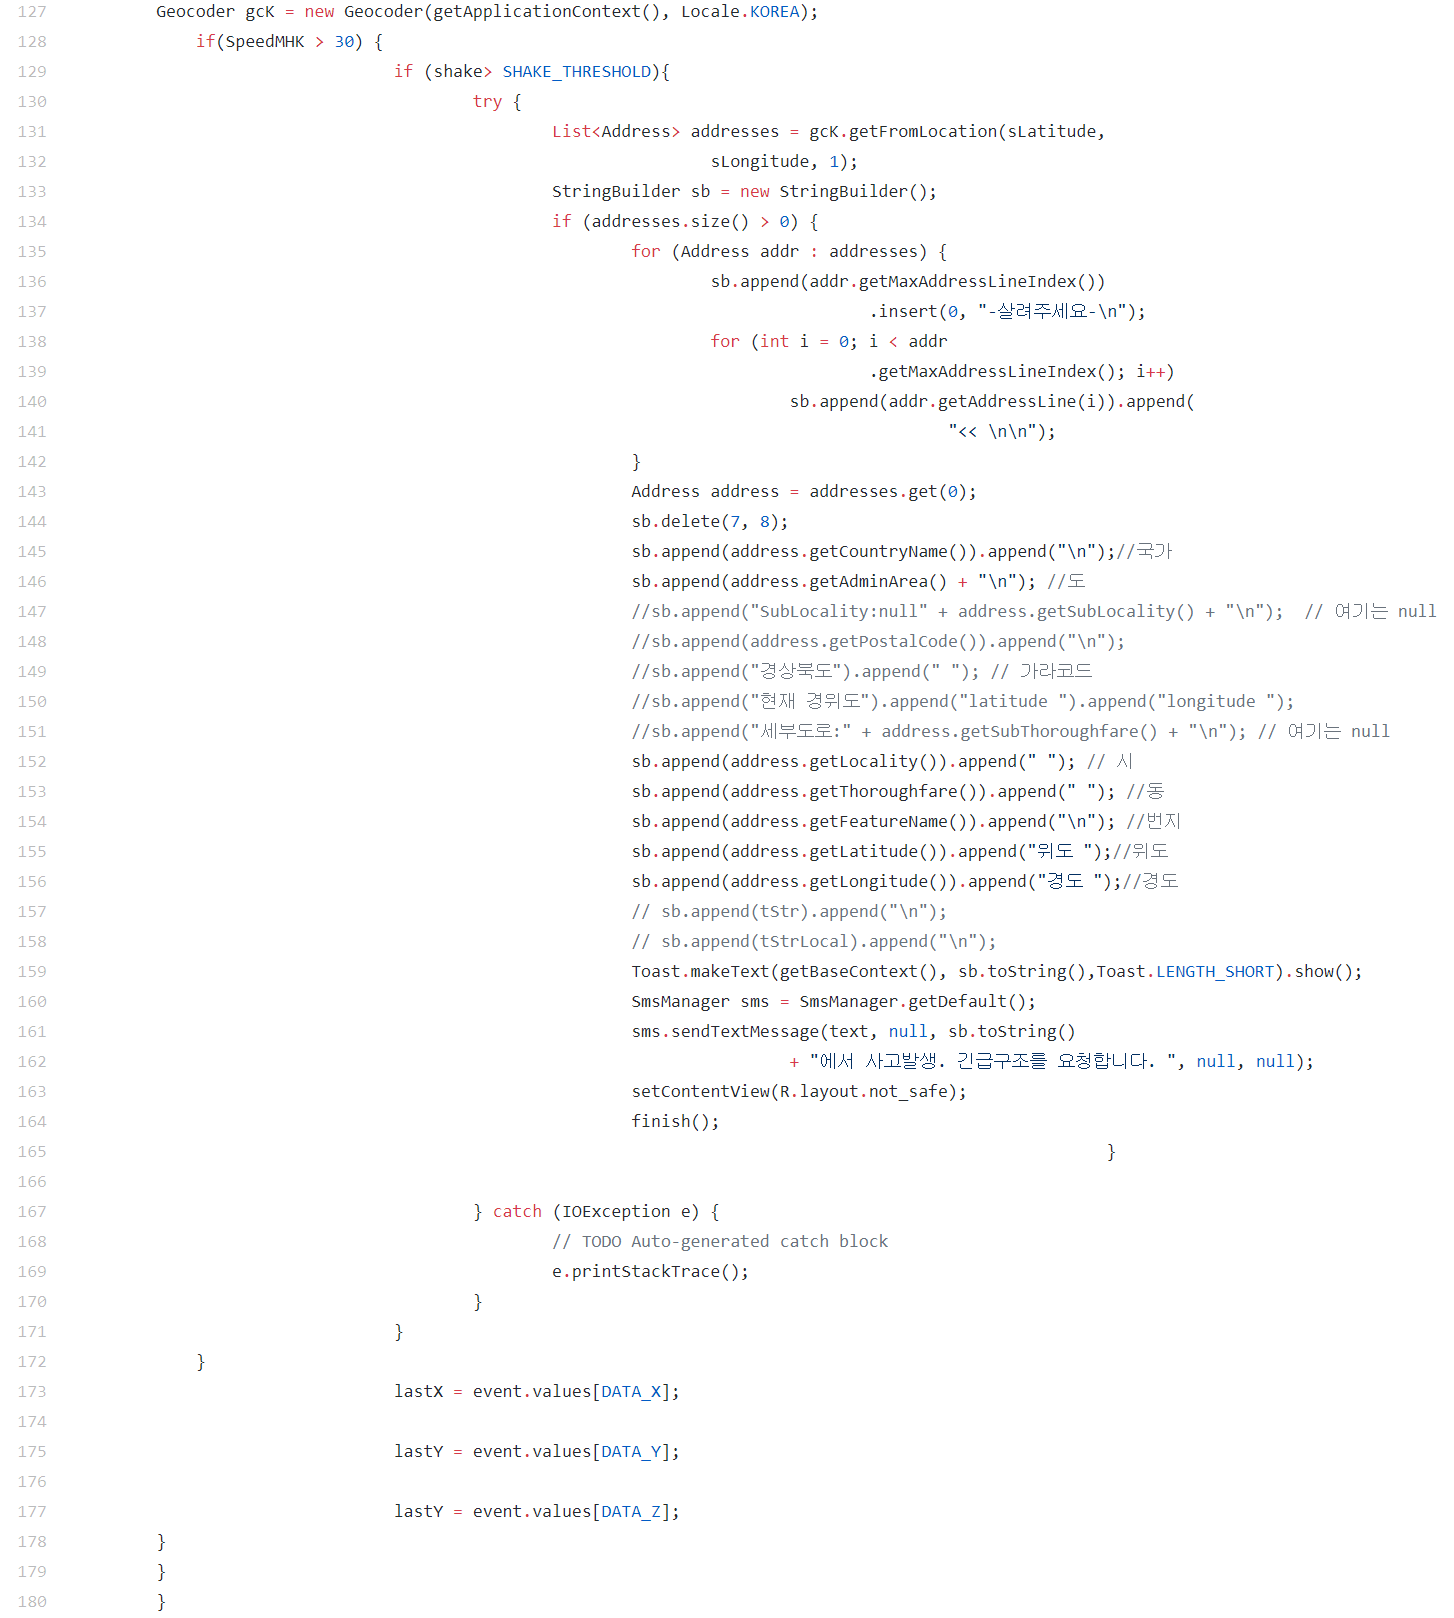 127 Geocoder gcK = new Geocoder(getApplicationContext(), Locale.KOREA);
128 if(SpeedMHK > 30) {
129 if (shake> SHAKE_THRESHOLD){
130 try {
131 List<Address> addresses = gcK.getFromLocation(sLatitude,
132 sLongitude, 1);
133 StringBuilder sb = new StringBuilder();
134 if (addresses.size() > 0) {
135 for (Address addr : addresses) {
136 sb.append(addr.getMaxAddressLineIndex())
137 .insert(0, "-살려주세요-\n");
138 for (int i = 0; i < addr
139 .getMaxAddressLineIndex(); i++)
140 sb.append(addr.getAddressLine(i)).append(
141 "<< \n\n");
142 }
143 Address address = addresses.get(0);
144 sb.delete(7, 8);
145 sb.append(address.getCountryName()).append("\n");//국가
146 sb.append(address.getAdminArea() + "\n"); //도
147 //sb.append("SubLocality:null" + address.getSubLocality() + "\n");  // 여기는 null
148 //sb.append(address.getPostalCode()).append("\n");
149 //sb.append("경상북도").append(" "); // 가라코드
150 //sb.append("현재 경위도").append("latitude ").append("longitude ");
151 //sb.append("세부도로:" + address.getSubThoroughfare() + "\n"); // 여기는 null
152 sb.append(address.getLocality()).append(" "); // 시
153 sb.append(address.getThoroughfare()).append(" "); //동
154 sb.append(address.getFeatureName()).append("\n"); //번지
155 sb.append(address.getLatitude()).append("위도 ");//위도
156 sb.append(address.getLongitude()).append("경도 ");//경도
157 // sb.append(tStr).append("\n");
158 // sb.append(tStrLocal).append("\n");
159 Toast.makeText(getBaseContext(), sb.toString(),Toast.LENGTH_SHORT).show();
160 SmsManager sms = SmsManager.getDefault();
161 sms.sendTextMessage(text, null, sb.toString()
162 + "에서 사고발생. 긴급구조를 요청합니다. ", null, null);
163 setContentView(R.layout.not_safe);
164 finish();
165 }
166
167 } catch (IOException e) {
168 // TODO Auto-generated catch block
169 e.printStackTrace();
170 }
171 }
172 }
173 lastX = event.values[DATA_X];
174
175 lastY = event.values[DATA_Y];
176
177 lastY = event.values[DATA_Z];
178 }
179 }
180 }